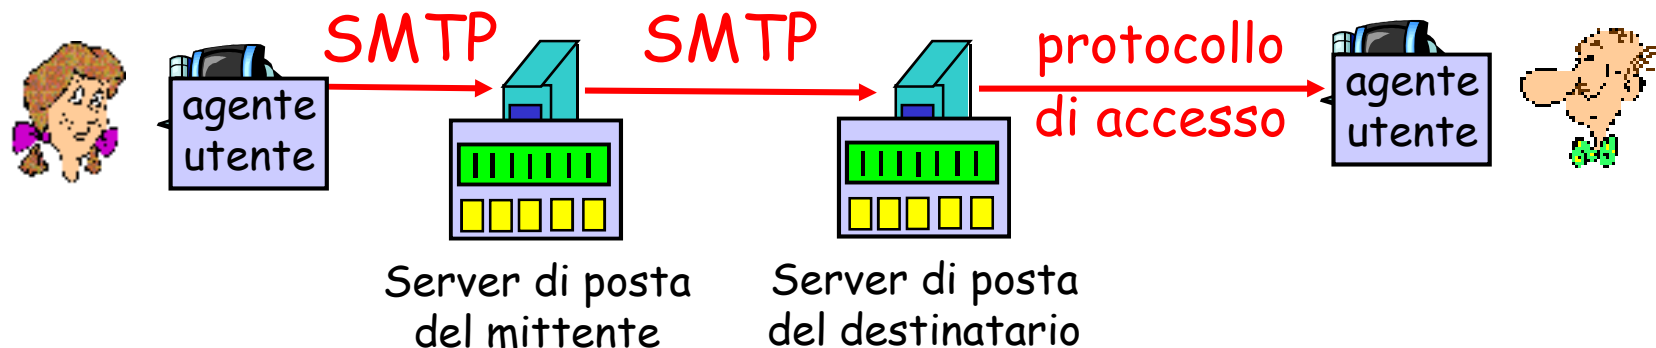 SMTP
SMTP
protocollo
di accesso
agente
utente
agente
utente
Server di posta
del mittente
Server di posta
del destinatario